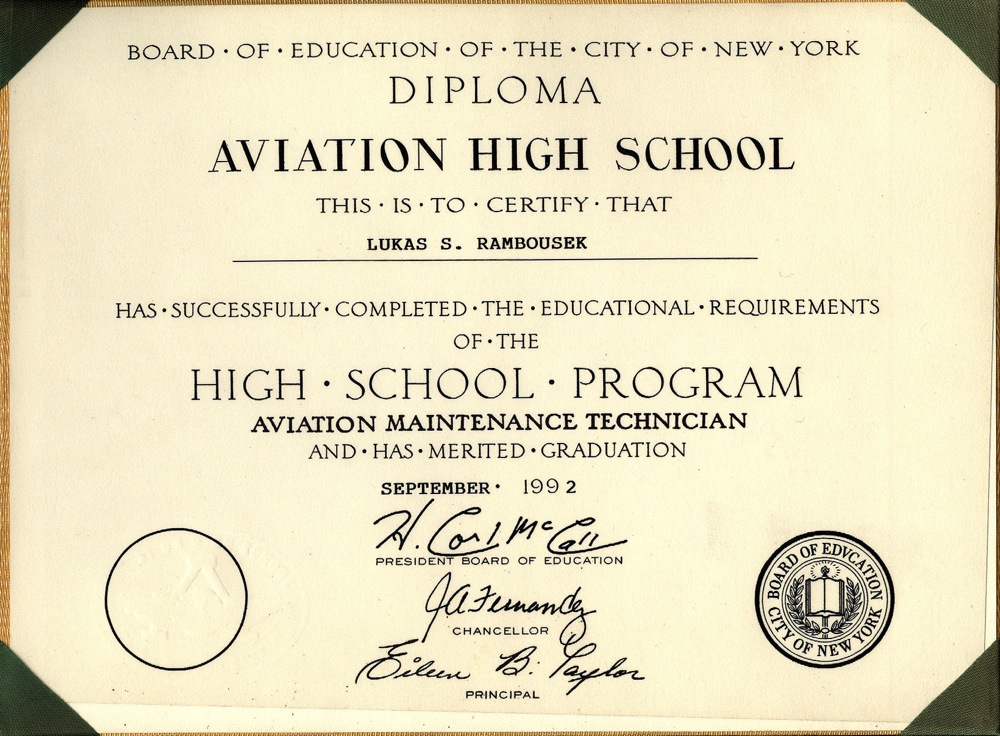 BOARD · OF · EDUCATION · OF · THE · CITY · OF · NEW · YORK
DIPLOMA
AVIATION HIGH SCHOOL
THIS · IS · TO · CERTIFY · THAT
LUKAS S. RAMBOUSEK
HAS · SUCCESSFULLY · COMPLETED · THE · EDUCATIONAL · REQUIREMENTS
OF · THE
HIGH · SCHOOL · PROGRAM
AVIATION MAINTENANCE TECHNICIAN
AND · HAS · MERITED · GRADUATION
SEPTEMBER · 1992
H. Carl McCall
PRESIDENT BOARD OF EDUCATION
J A Fernandez
CHANCELLOR
Eileen B. Taylor
PRINCIPAL
BOARD OF EDVCATION
CITY OF NEW YORK